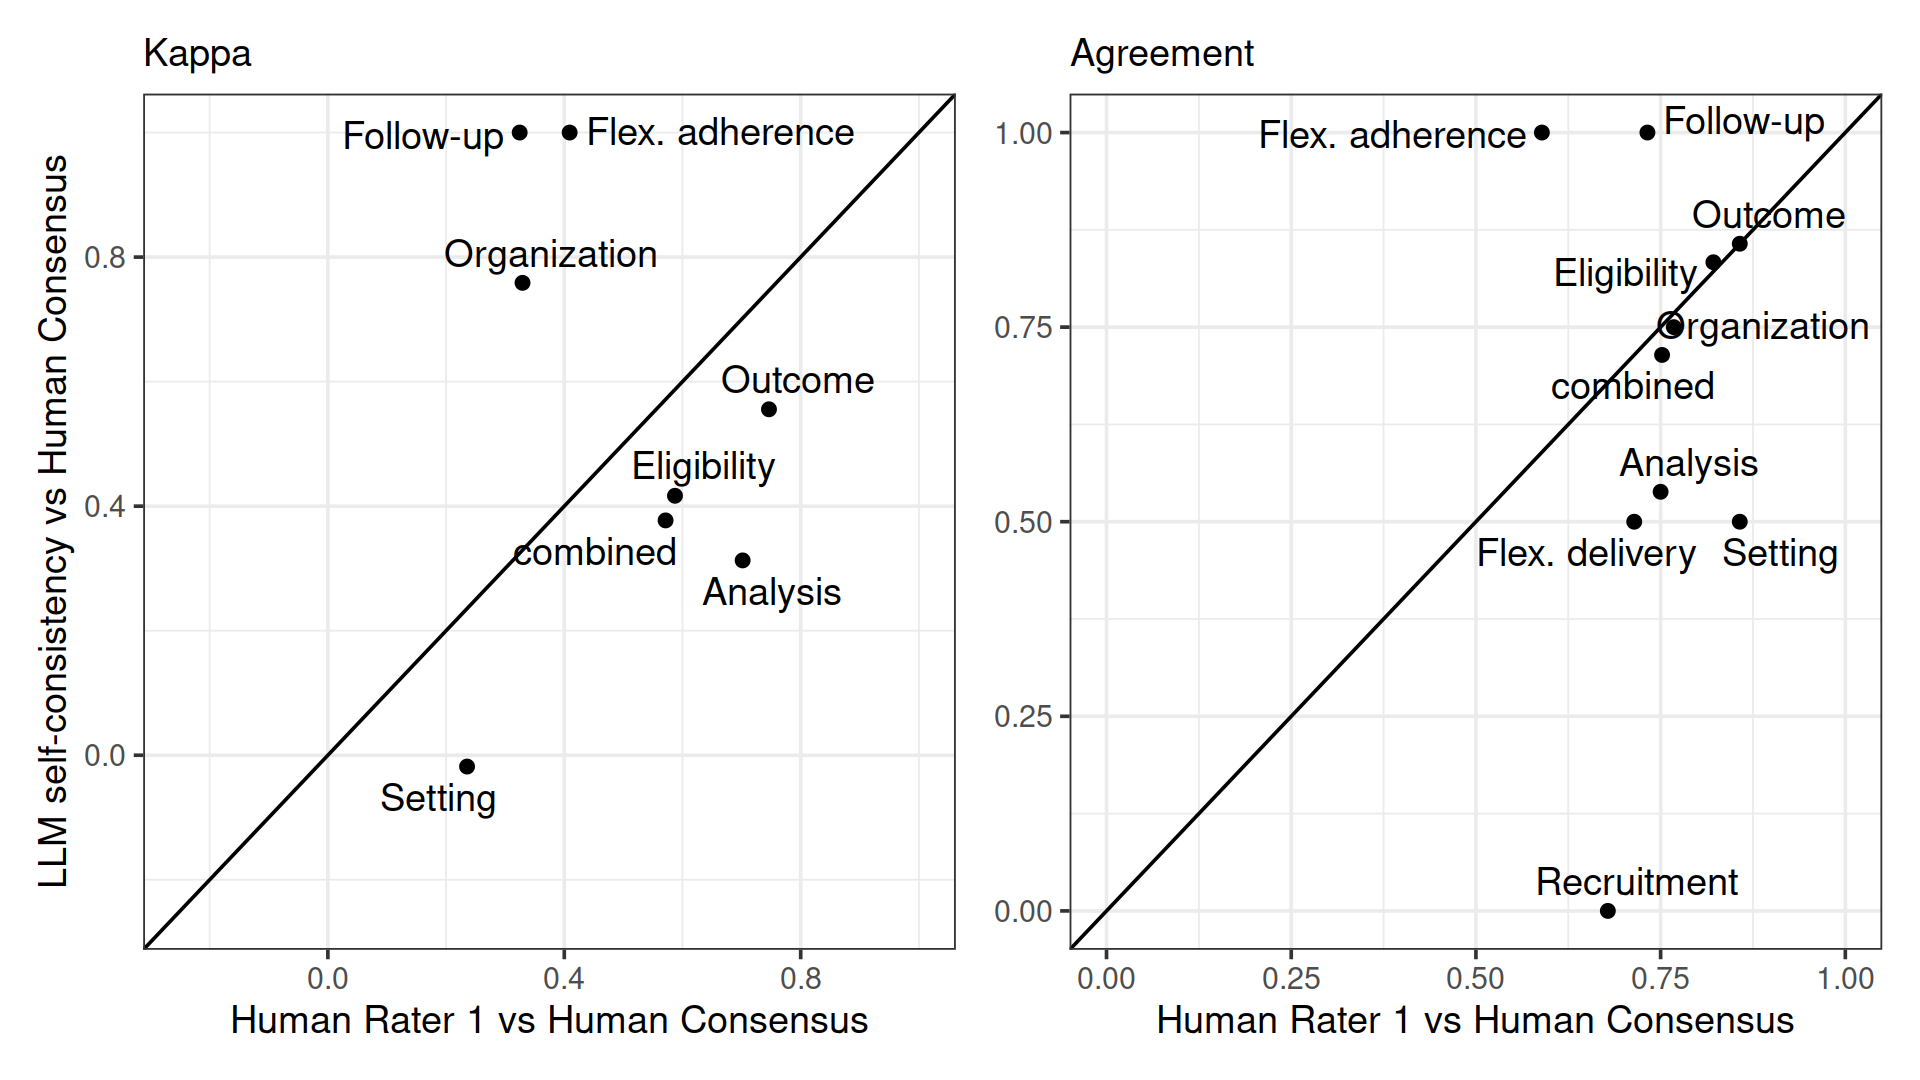 Kappa
Agreement
LLM self-consistency vs Human Consensus
Follow-up
Flex. adherence
Organization
Outcome
Eligibility
combined
Analysis
Setting
0.8
0.4
0.0
0.0
0.4
0.8
Human Rater 1 vs Human Consensus
Flex. adherence
Follow-up
Outcome
Eligibility
Organization
combined
Analysis
Flex. delivery
Setting
Recruitment
1.00
0.75
0.50
0.25
0.00
0.00
0.25
0.50
0.75
1.00
Human Rater 1 vs Human Consensus